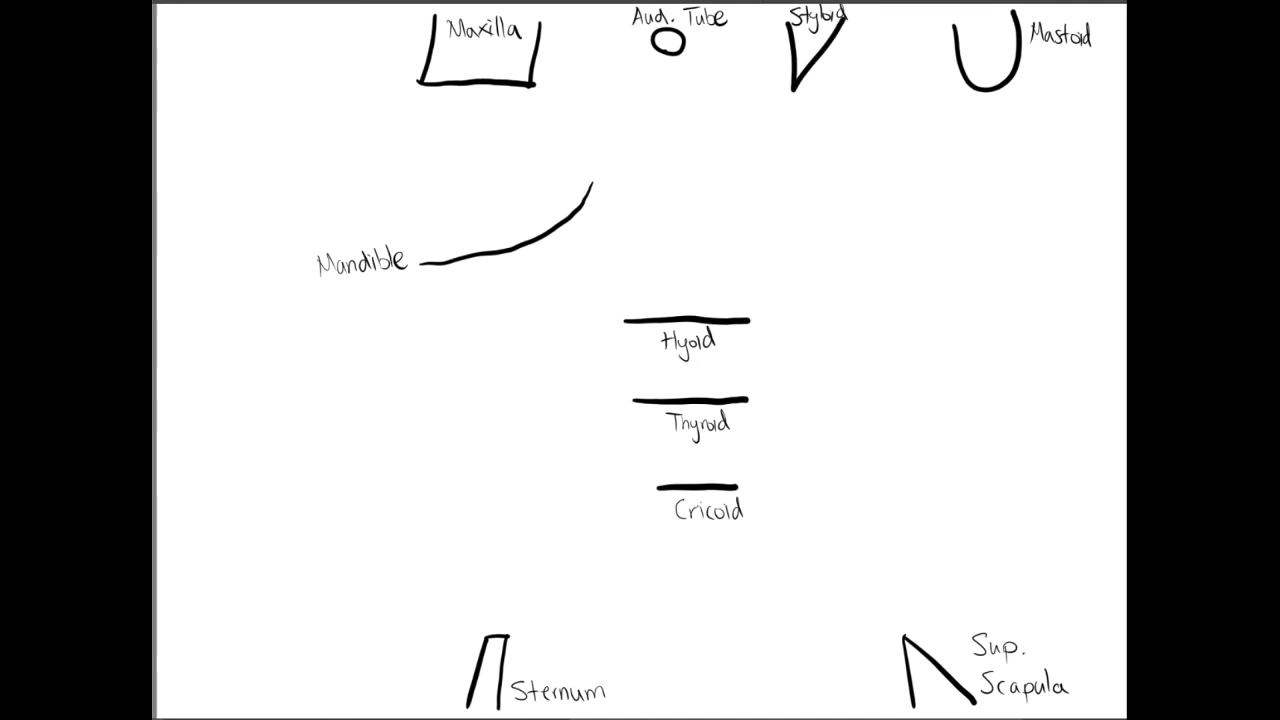 Maxilla
Aud. Tube
Styloid
Mastoid
Mandible
Hyoid
Thyroid
Cricoid
Sternum
Sup.
Scapula